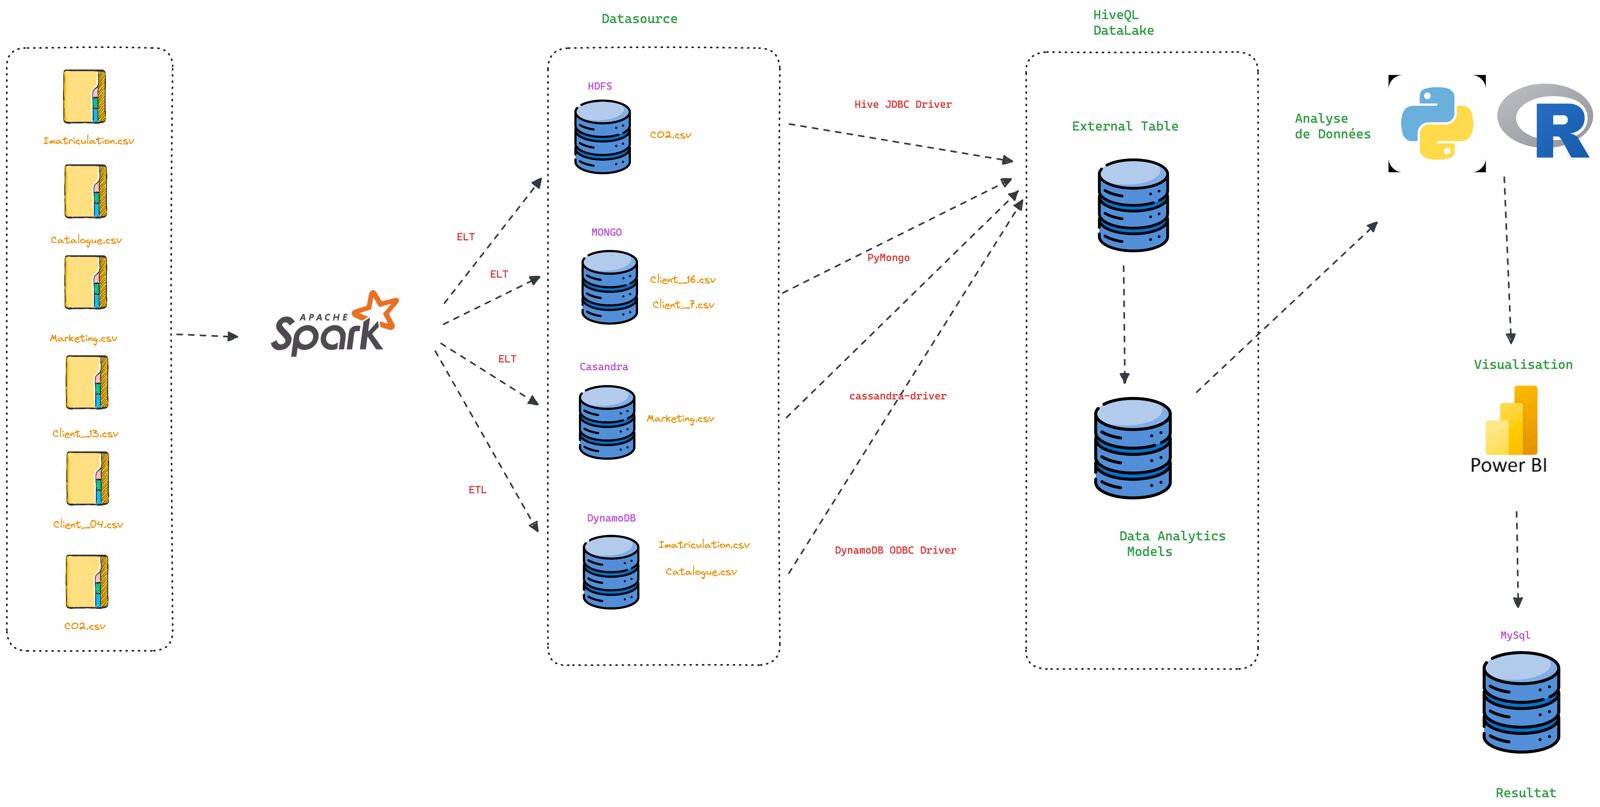 Imatriculation.csv
Catalogue.csv
Marketing.csv
Client_13.csv
Client_04.csv
CO2.csv
APACHE
Spark
ELT
ELT
ELT
ETL
Datasource
HDFS
CO2.csv
MONGO
Client_16.csv
Client_7.csv
Casandra
Marketing.csv
DynamoDB
Imatriculation.csv
Catalogue.csv
Hive JDBC Driver
PyMongo
cassandra-driver
DynamoDB ODBC Driver
HiveQL
DataLake
External Table
Data Analytics
Models
Analyse
de Données
R
Visualisation
Power BI
MySql
Resultat